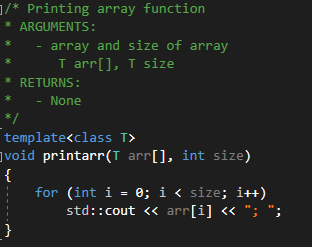 /* Printing array function
* ARGUMENTS:
*   - array and size of array
*      T arr[], T size
* RETURNS:
*   - None
*/
template<class T>
void printarr(T arr[], int size)
{
    for (int i = 0; i < size; i++)
        std::cout << arr[i] << "; ";
}